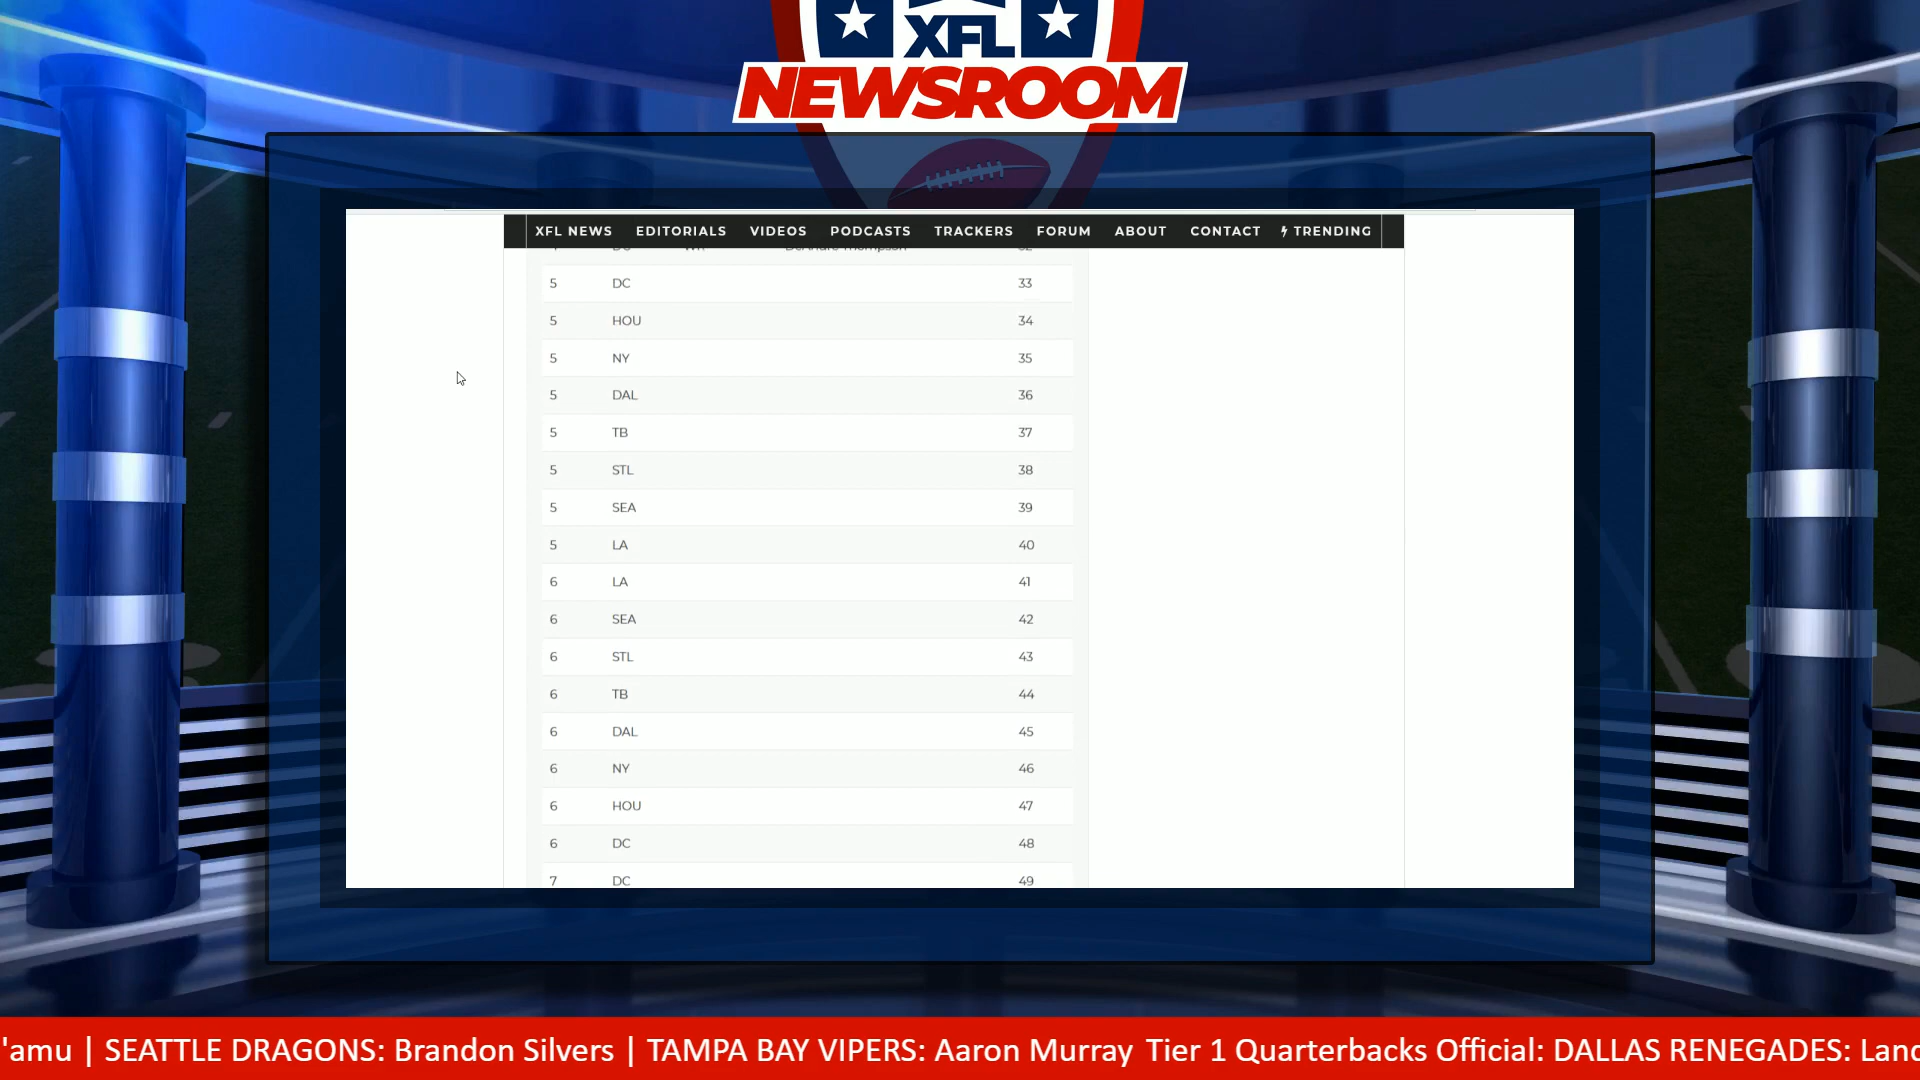 XFL
NEWSROOM
XFL NEWS EDITORIALS VIDEOS PODCASTS TRACKERS FORUM ABOUT CONTACT TRENDING
5 DC 33
5 HOU 34
5 NY 35
5 DAL 36
5 TB 37
5 STL 38
5 SEA 39
5 LA 40
6 LA 41
6 SEA 42
6 STL 43
6 TB 44
6 DAL 45
6 NY 46
6 HOU 47
6 DC 48
7 DC 49
'amu | SEATTLE DRAGONS: Brandon Silvers | TAMPA BAY VIPERS: Aaron Murray Tier 1 Quarterbacks Official: DALLAS RENEGADES: Lanc